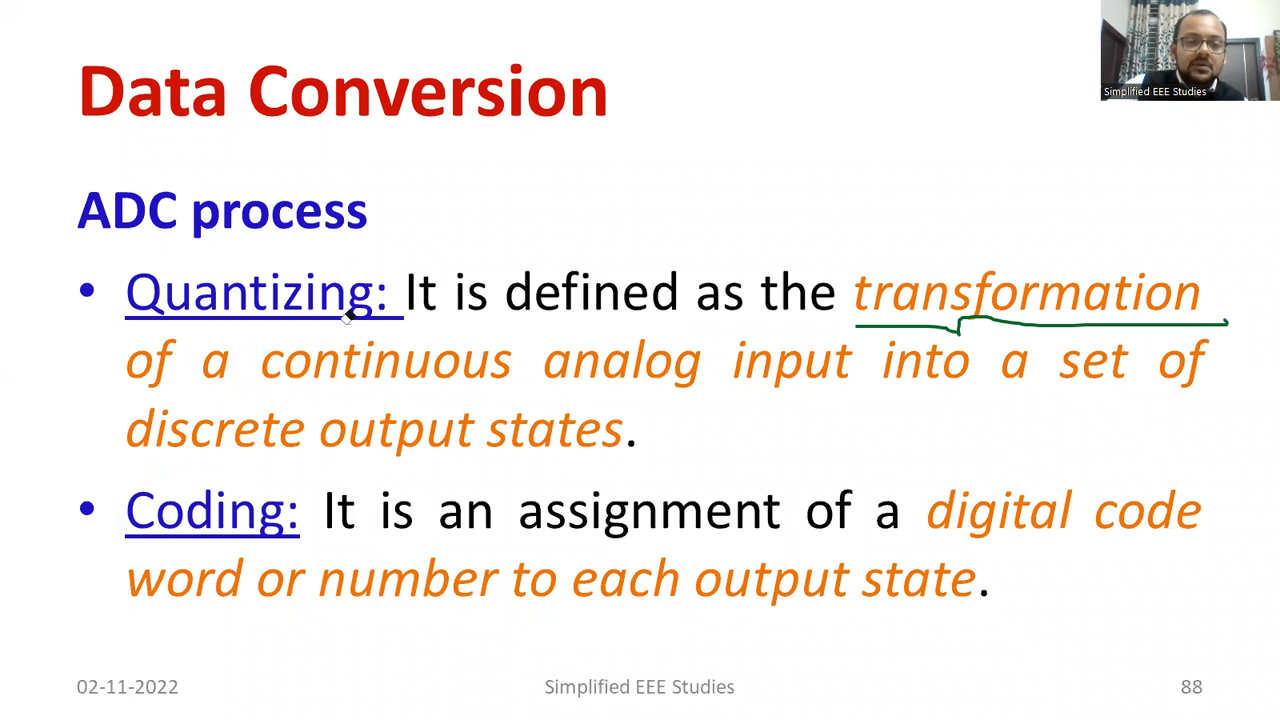 Data Conversion
Simplified EEE Studies
ADC process
• Quantizing: It is defined as the transformation
of a continuous analog input into a set of
discrete output states.
• Coding: It is an assignment of a digital code
word or number to each output state.
02-11-2022
Simplified EEE Studies
88